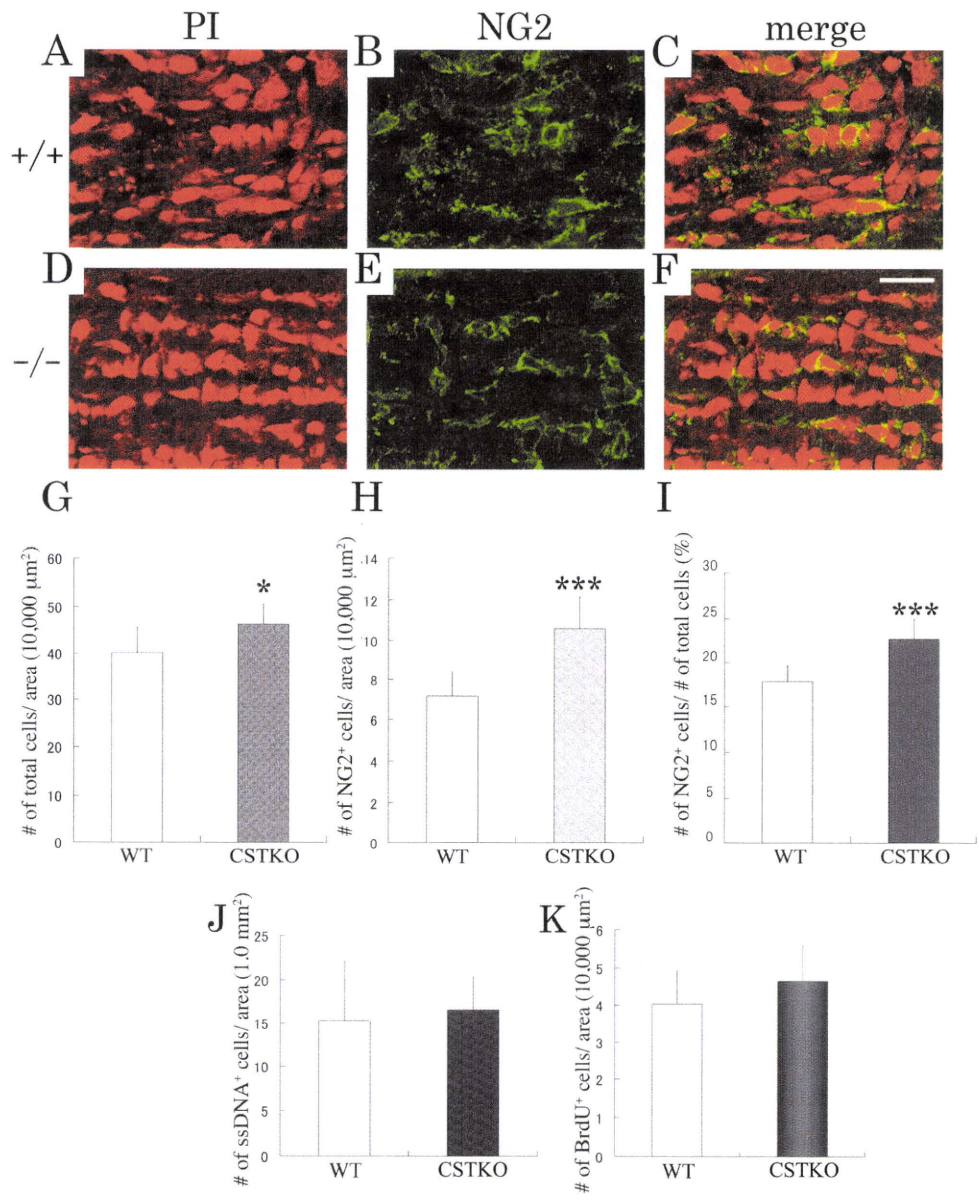 PI NG2 merge
A B C
+/+
D E F
-/-
G H I
# of total cells/ area (10,000 μm²)
60
50
40
30
20
10
0
*
WT CSTKO
# of NG2⁺ cells/ area (10,000 μm²)
14
12
10
8
6
4
2
0
***
WT CSTKO
# of NG2⁺ cells/ # of total cells (%)
30
25
20
15
10
5
0
***
WT CSTKO
J K
# of ssDNA⁺ cells/ area (1.0 mm²)
25
20
15
10
5
0
WT CSTKO
# of BrdU⁺ cells/ area (10,000 μm²)
6
5
4
3
2
1
0
WT CSTKO